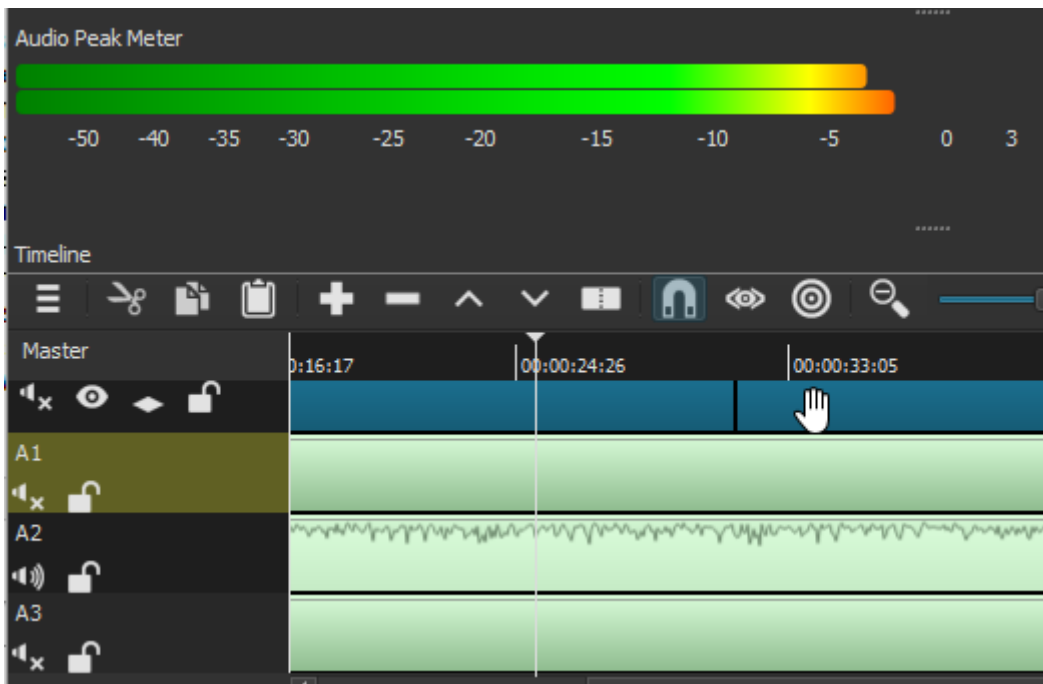 Audio Peak Meter
-50 -40 -35 -30 -25 -20 -15 -10 -5 0 3
Timeline
Master
0:16:17 00:00:24:26 00:00:33:05
A1
A2
A3